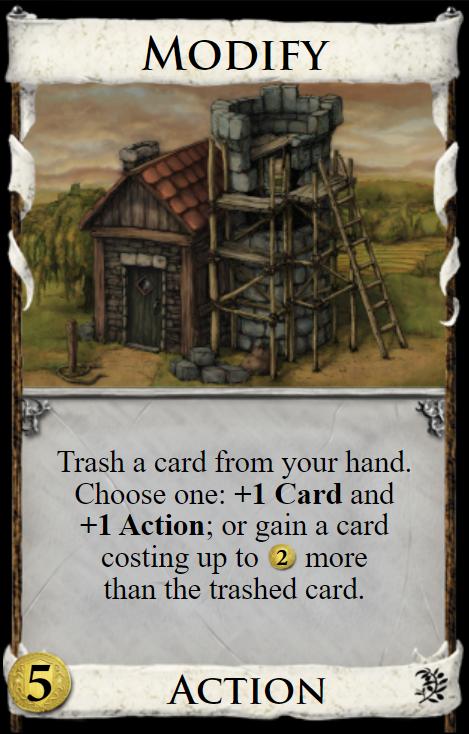 MODIFY
Trash a card from your hand.
Choose one: +1 Card and
+1 Action; or gain a card
costing up to 2 more
than the trashed card.
5
ACTION